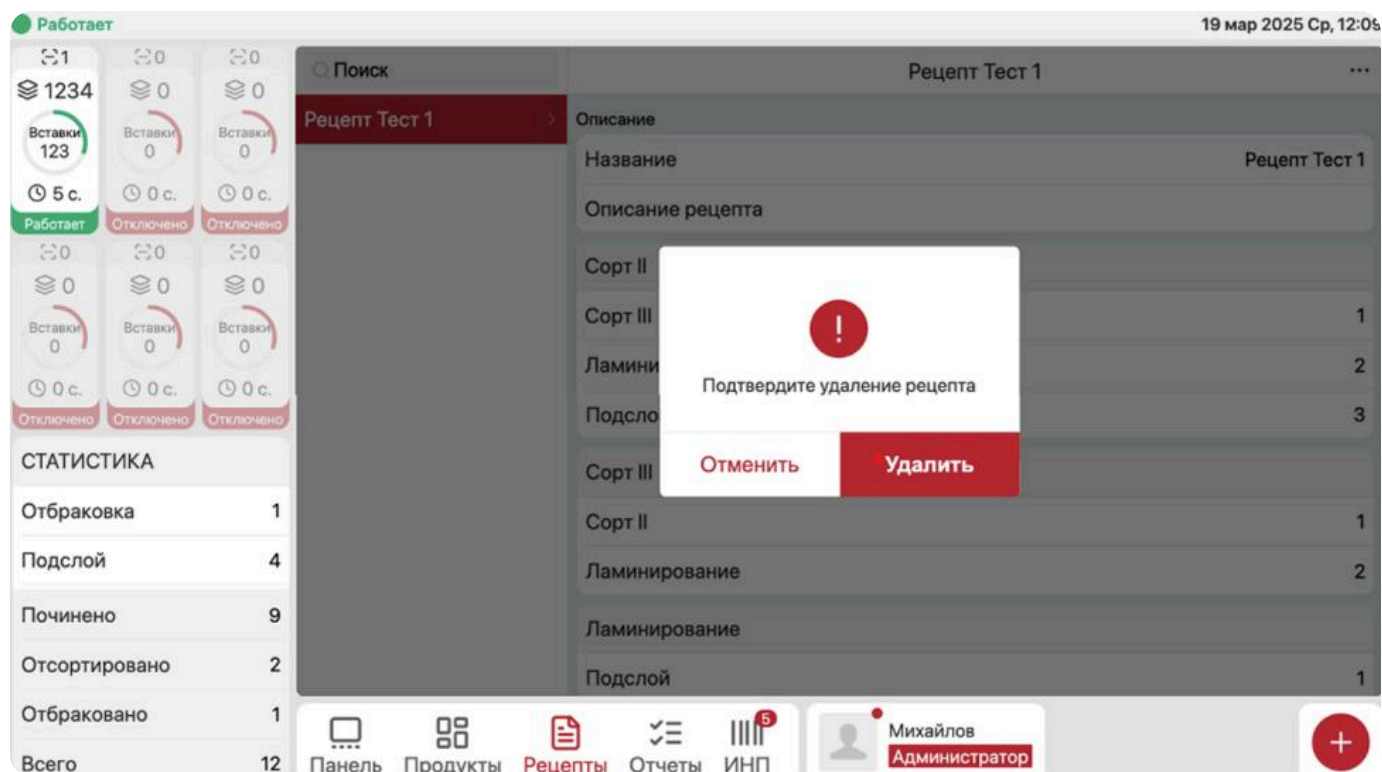 Работает
19 мар 2025 Ср, 12:09
1
0
0
1234
0
0
Вставки
123
Вставки
0
Вставки
0
5 с.
0 с.
0 с.
Работает
Отключено
Отключено
0
0
0
0
0
0
Вставки
0
Вставки
0
Вставки
0
0 с.
0 с.
0 с.
Отключено
Отключено
Отключено
СТАТИСТИКА
Отбраковка 1
Подслой 4
Починено 9
Отсортировано 2
Отбраковано 1
Всего 12
Поиск
Рецепт Тест 1
Рецепт Тест 1
...
Описание
Название Рецепт Тест 1
Описание рецепта
Сорт II
Сорт III 1
Ламини 2
Подсло 3
Сорт III
Сорт II 1
Ламинирование 2
Ламинирование
Подслой 1
!
Подтвердите удаление рецепта
Отменить
Удалить
Панель
Продукты
Рецепты
Отчеты
5
ИНП
Михайлов
Администратор
+